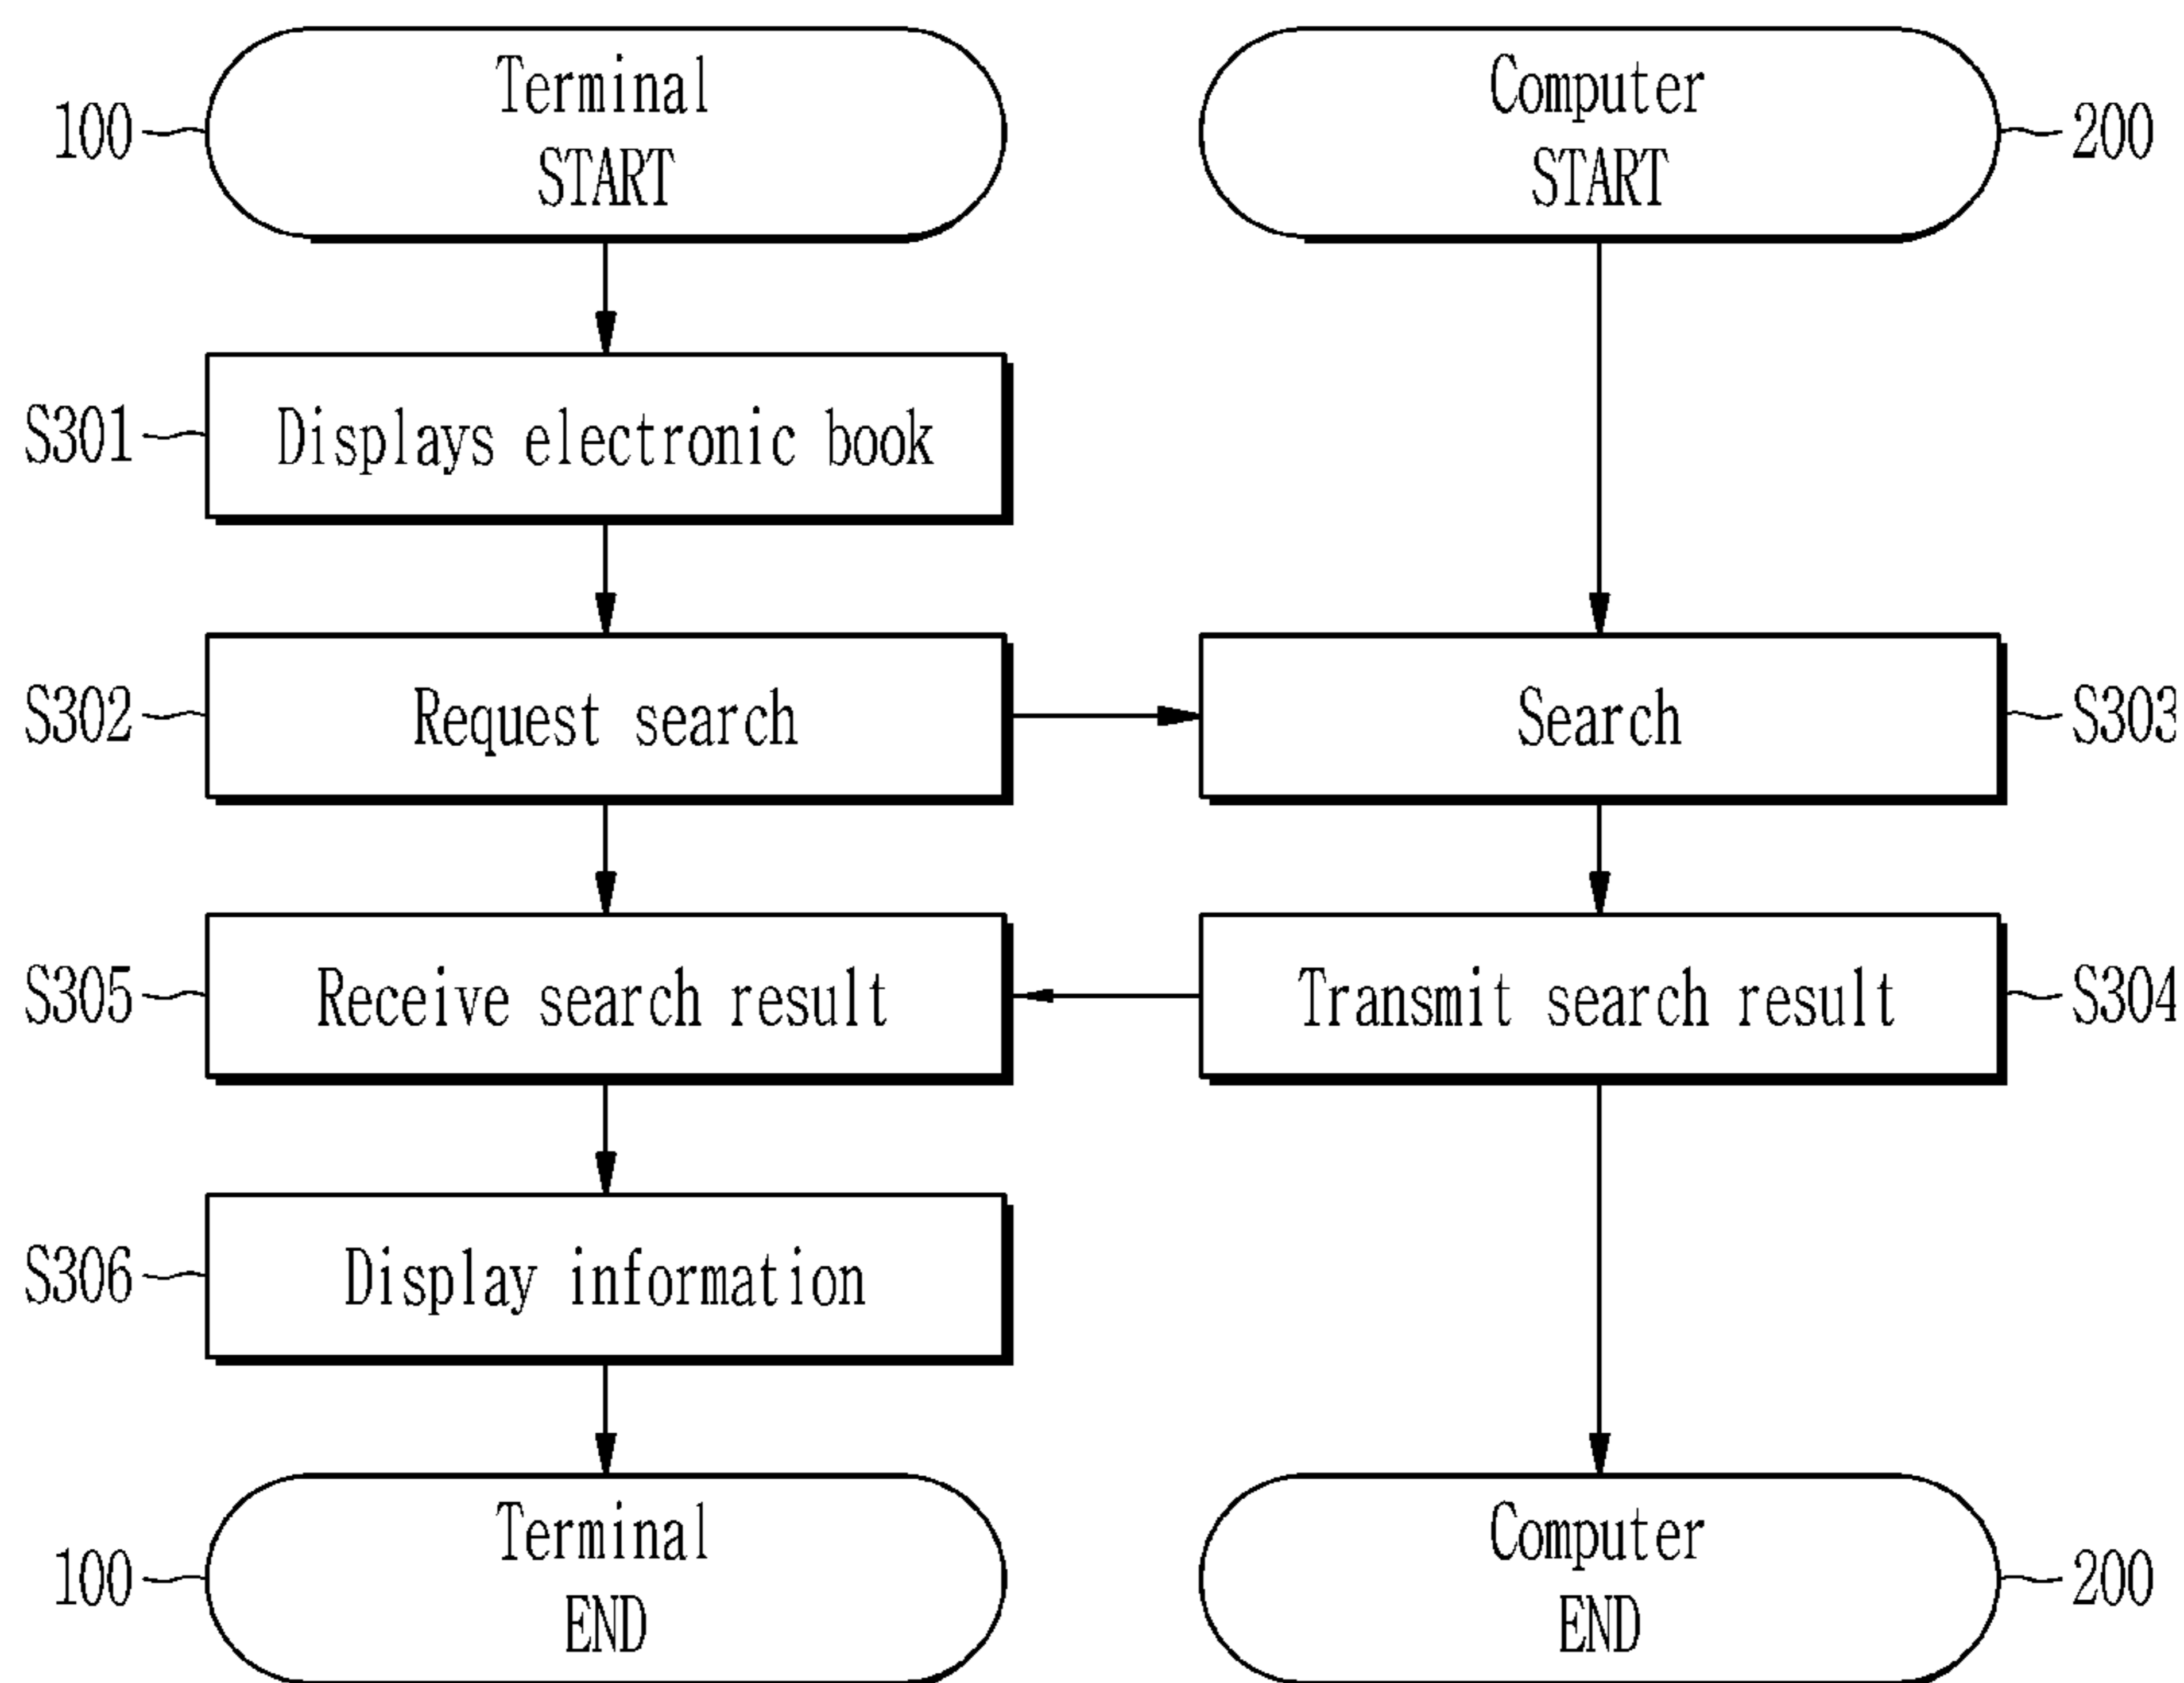 100
Terminal
START
Computer
START
200
S301
Displays electronic book
S302
Request search
Search
S303
S305
Receive search result
Transmit search result
S304
S306
Display information
100
Terminal
END
Computer
END
200